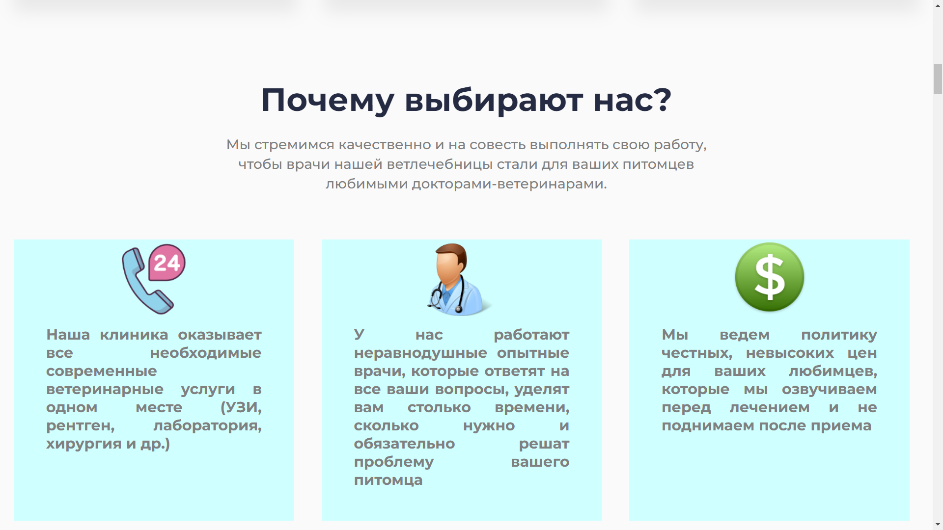 Почему выбирают нас?
Мы стремимся качественно и на совесть выполнять свою работу,
чтобы врачи нашей ветлечебницы стали для ваших питомцев
любимыми докторами-ветеринарами.
24
Наша клиника оказывает
все необходимые
современные
ветеринарные услуги в
одном месте (УЗИ,
рентген, лаборатория,
хирургия и др.)
У нас работают
неравнодушные опытные
врачи, которые ответят на
все ваши вопросы, уделят
вам столько времени,
сколько нужно и
обязательно решат
проблему вашего
питомца
$
Мы ведем политику
честных, невысоких цен
для ваших любимцев,
которые мы озвучиваем
перед лечением и не
поднимаем после приема